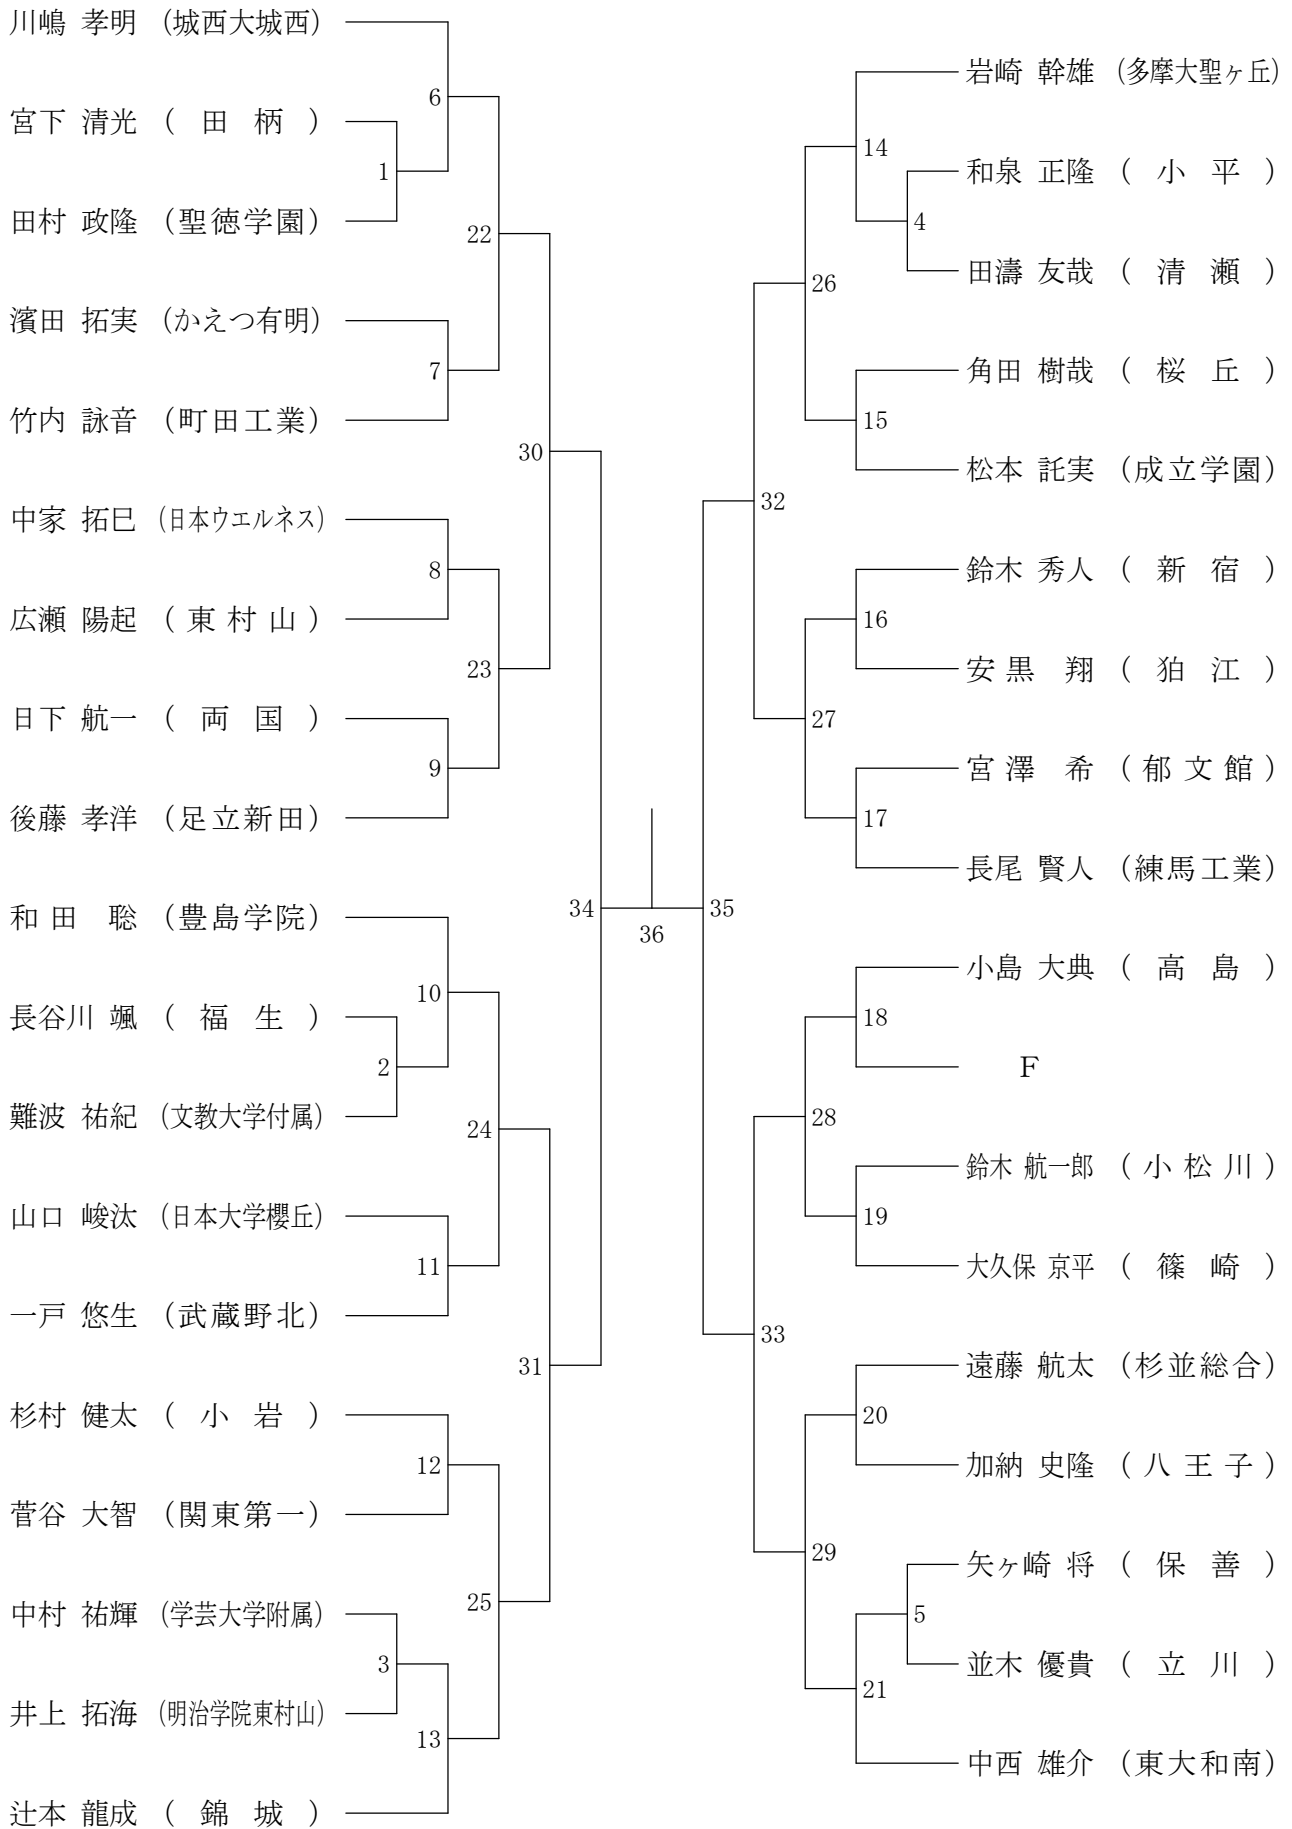 川嶋 孝明 (城西大城西)
宮下 清光 ( 田 柄 )
田村 政隆 (聖徳学園)
濱田 拓実 (かえつ有明)
竹内 詠音 (町田工業)
中家 拓巳 (日本ウエルネス)
広瀬 陽起 ( 東 村 山 )
日下 航一 ( 両 国 )
後藤 孝洋 (足立新田)
和 田 聡 (豊島学院)
長谷川 颯 ( 福 生 )
難波 祐紀 (文教大学付属)
山口 峻汰 (日本大学櫻丘)
一戸 悠生 (武蔵野北)
杉村 健太 ( 小 岩 )
菅谷 大智 (関東第一)
中村 祐輝 (学芸大学附属)
井上 拓海 (明治学院東村山)
辻本 龍成 ( 錦 城 )
1
2
3
6
7
8
9
10
11
12
13
22
23
24
25
30
31
34
36
35
32
33
26
27
28
29
14
15
16
17
18
19
20
21
4
5
岩崎 幹雄 (多摩大聖ヶ丘)
和泉 正隆 ( 小 平 )
田濤 友哉 ( 清 瀬 )
角田 樹哉 ( 桜 丘 )
松本 託実 (成立学園)
鈴木 秀人 ( 新 宿 )
安 黒 翔 ( 狛 江 )
宮 澤 希 ( 郁 文 館 )
長尾 賢人 (練馬工業)
小島 大典 ( 高 島 )
F
鈴木 航一郎 ( 小 松 川 )
大久保 京平 ( 篠 崎 )
遠藤 航太 (杉並総合)
加納 史隆 ( 八 王 子 )
矢ヶ崎 将 ( 保 善 )
並木 優貴 ( 立 川 )
中西 雄介 (東大和南)